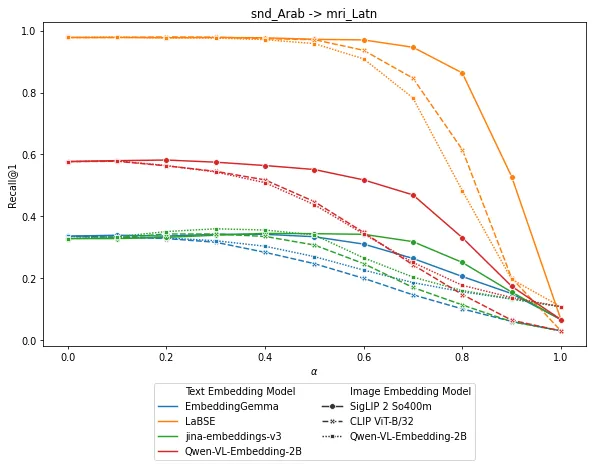 snd_Arab -> mri_Latn
Recall@1
1.0
0.8
0.6
0.4
0.2
0.0
0.0 0.2 0.4 0.6 0.8 1.0
α
Text Embedding Model
EmbeddingGemma
LaBSE
jina-embeddings-v3
Qwen-VL-Embedding-2B
Image Embedding Model
SigLIP 2 So400m
CLIP ViT-B/32
Qwen-VL-Embedding-2B